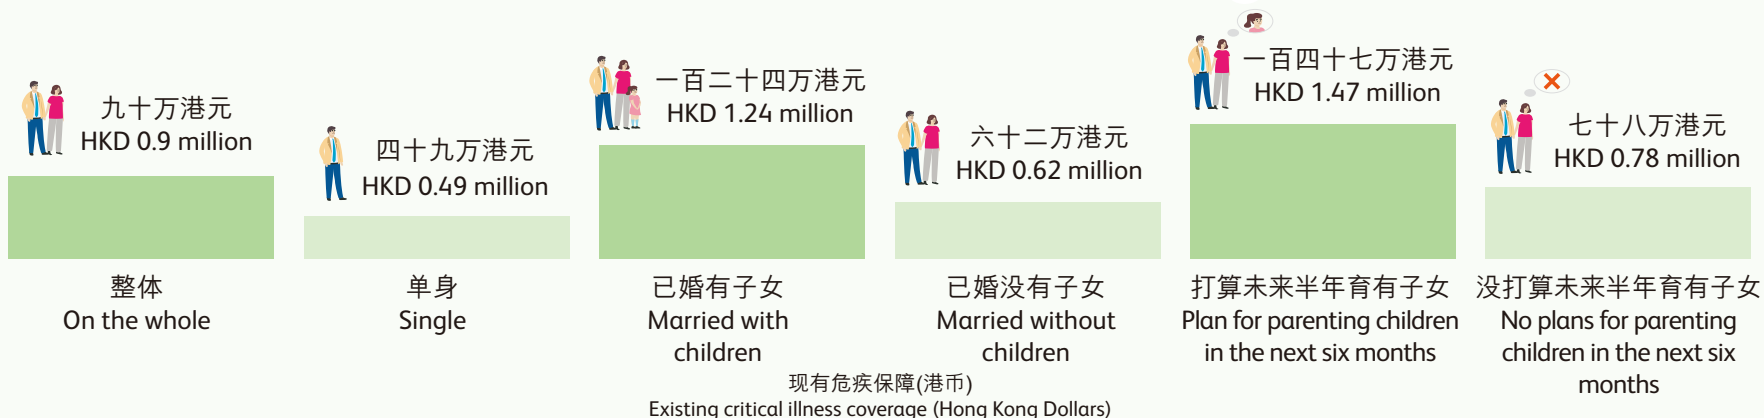 九十万港元
HKD 0.9 million
四十九万港元
HKD 0.49 million
一百二十四万港元
HKD 1.24 million
六十二万港元
HKD 0.62 million
一百四十七万港元
HKD 1.47 million
七十八万港元
HKD 0.78 million
整体
On the whole
单身
Single
已婚有子女
Married with
children
已婚没有子女
Married without
children
打算未来半年育有子女
Plan for parenting children
in the next six months
没打算未来半年育有子女
No plans for parenting
children in the next six
months
现有危疾保障(港币)
Existing critical illness coverage (Hong Kong Dollars)